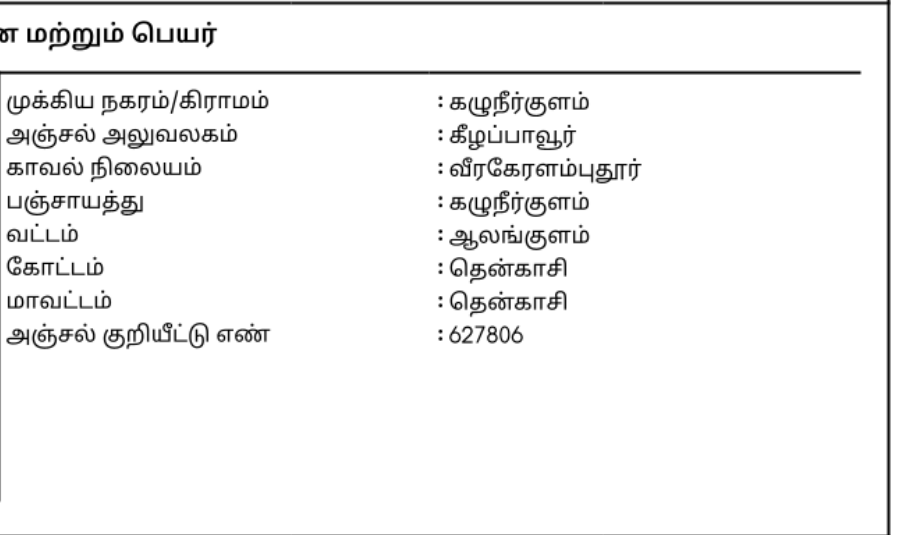 ன மற்றும் பெயர்
முக்கிய நகரம்/கிராமம் : கழுநீர்குளம்
அஞ்சல் அலுவலகம் : கீழப்பாவூர்
காவல் நிலையம் : வீரகேரளம்புதூர்
பஞ்சாயத்து : கழுநீர்குளம்
வட்டம் : ஆலங்குளம்
கோட்டம் : தென்காசி
மாவட்டம் : தென்காசி
அஞ்சல் குறியீட்டு எண் : 627806